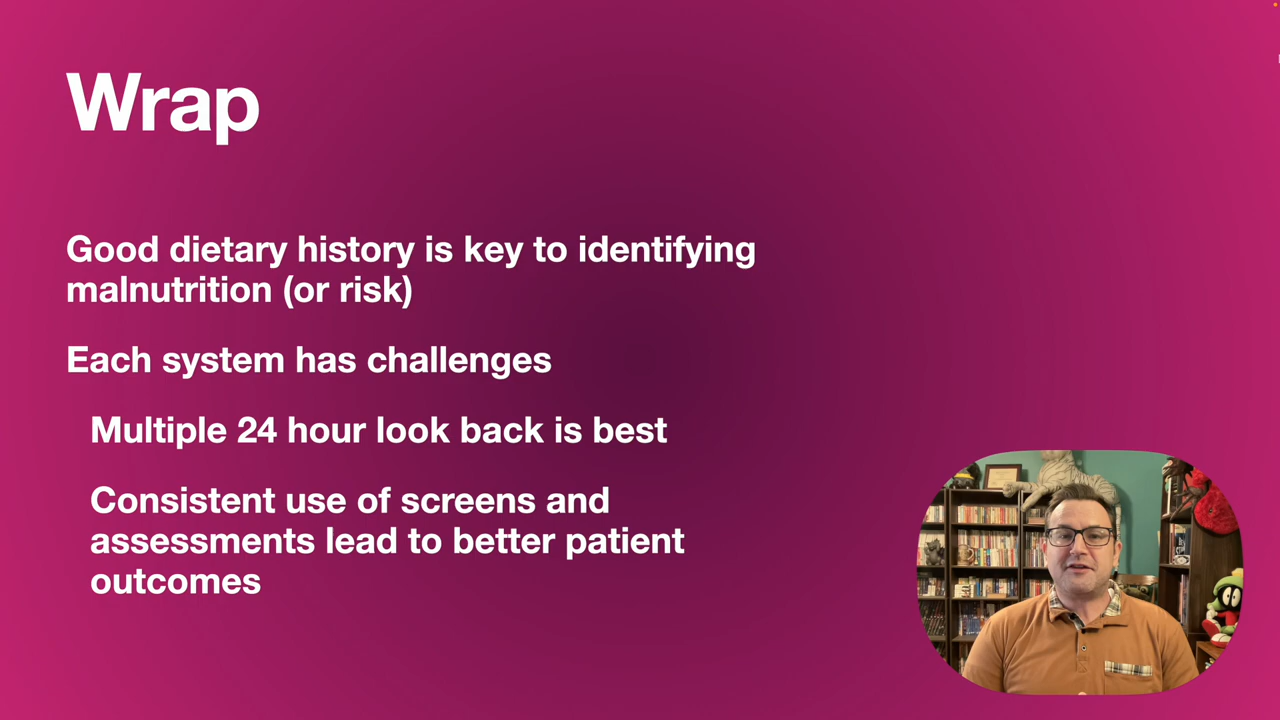 Wrap
Good dietary history is key to identifying
malnutrition (or risk)
Each system has challenges
Multiple 24 hour look back is best
Consistent use of screens and
assessments lead to better patient
outcomes